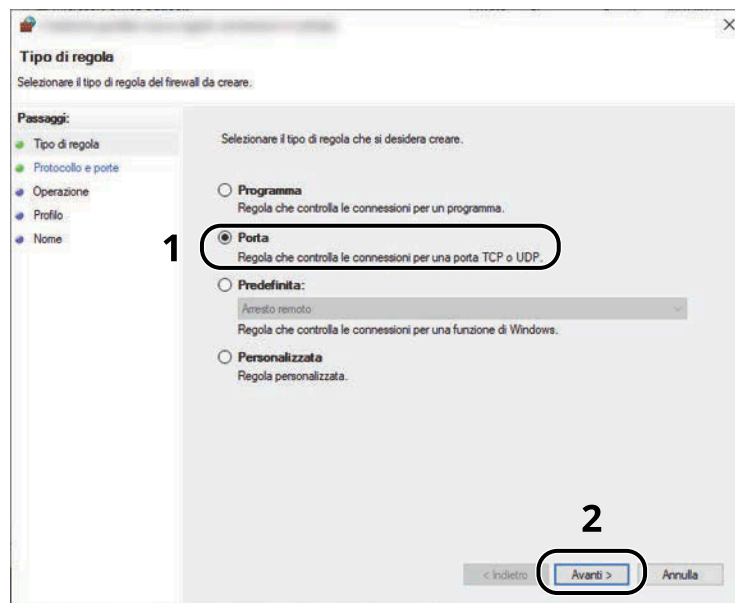 Tipo di regola
Selezionare il tipo di regola del firewall da creare.
Passaggi:
Tipo di regola
Protocollo e porte
Operazione
Profilo
Nome
Selezionare il tipo di regola che si desidera creare.
Programma
Regola che controlla le connessioni per un programma.
1
Porta
Regola che controlla le connessioni per una porta TCP o UDP.
Predefinita:
Arresto remoto
Regola che controlla le connessioni per una funzione di Windows.
Personalizzata
Regola personalizzata.
2
< Indietro
Avanti >
Annulla